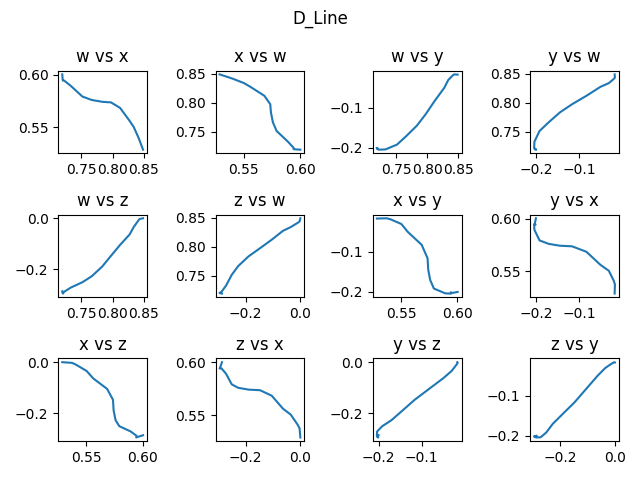 D_Line
w vs x
x vs w
w vs y
y vs w
0.60
0.55
0.75 0.80 0.85
0.85
0.80
0.75
0.55 0.60
−0.1
−0.2
0.75 0.80 0.85
0.85
0.80
0.75
−0.2 −0.1
w vs z
z vs w
x vs y
y vs x
0.0
−0.2
0.75 0.80 0.85
0.85
0.80
0.75
−0.2 0.0
−0.1
−0.2
0.55 0.60
0.60
0.55
−0.2 −0.1
x vs z
z vs x
y vs z
z vs y
0.0
−0.2
0.55 0.60
0.60
0.55
−0.2 0.0
0.0
−0.2
−0.2 −0.1
−0.1
−0.2
−0.2 0.0